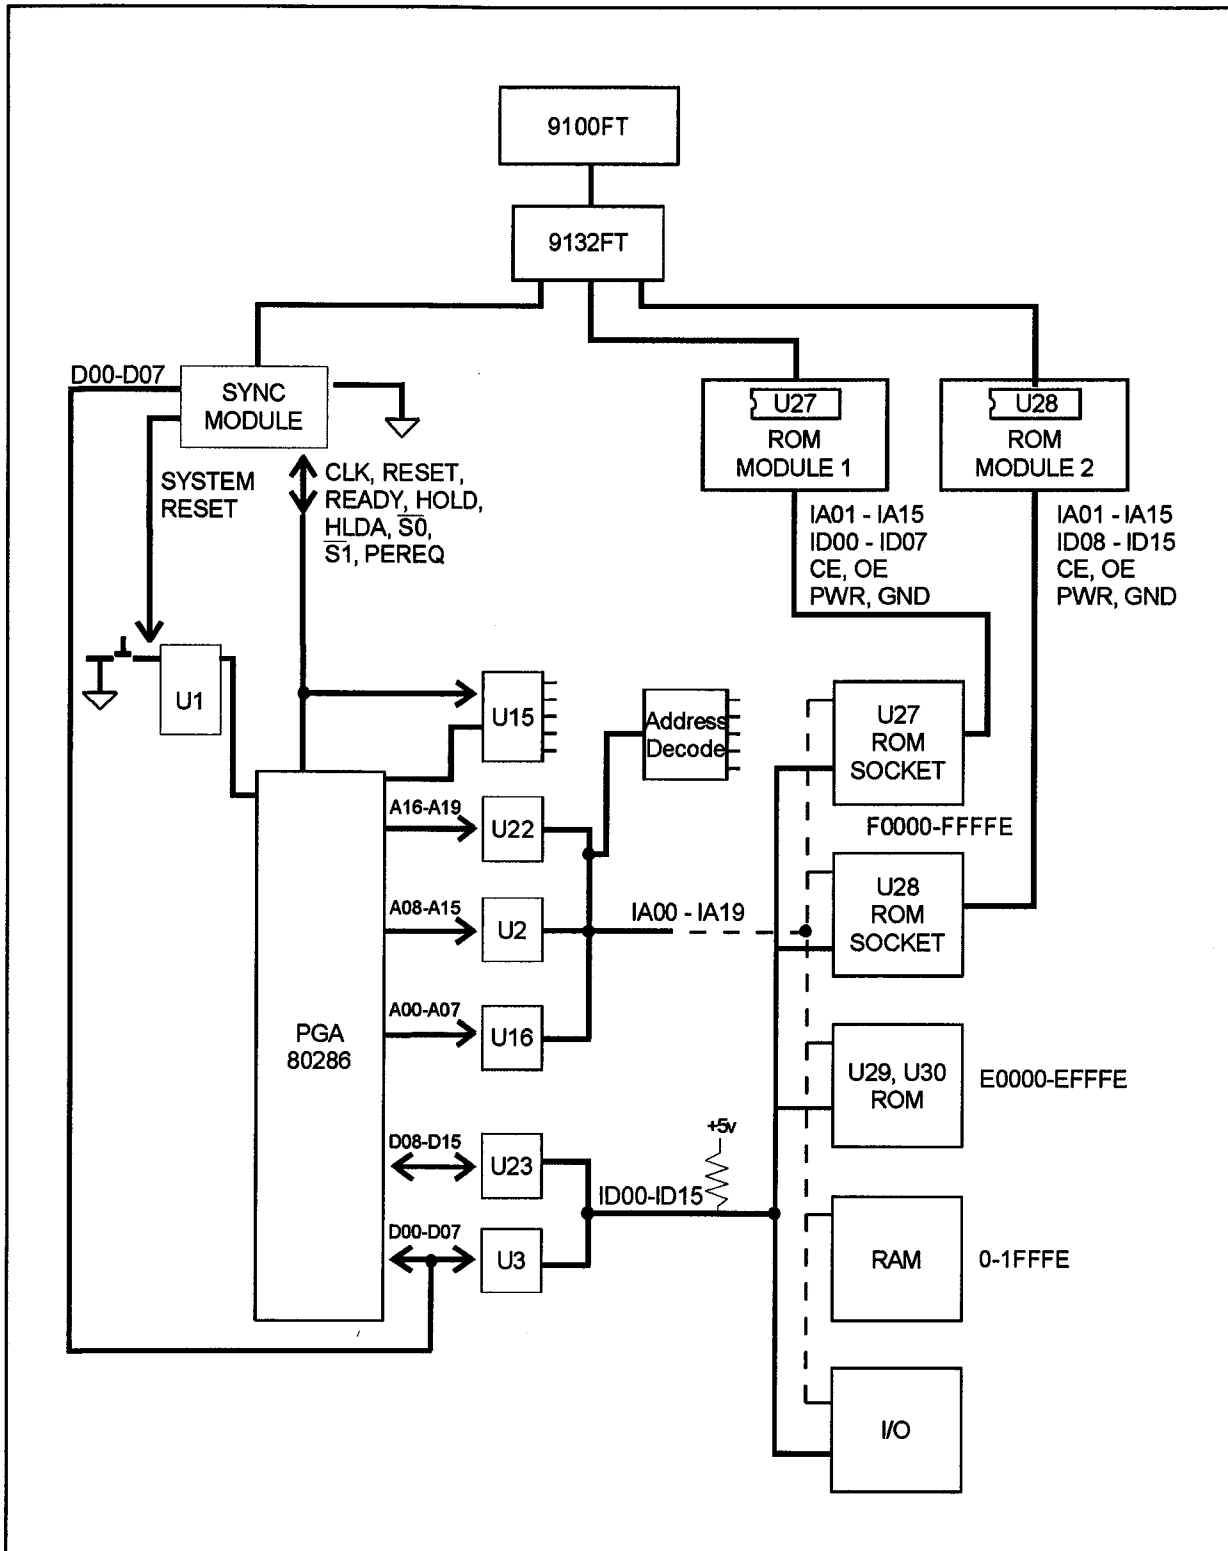 9100FT
9132FT
D00-D07
SYNC
MODULE
SYSTEM
RESET
CLK, RESET,
READY, HOLD,
HLDA, S̅0̅,
S̅1̅, PEREQ
U27
ROM
MODULE 1
U28
ROM
MODULE 2
IA01 - IA15
ID00 - ID07
CE, OE
PWR, GND
IA01 - IA15
ID08 - ID15
CE, OE
PWR, GND
U1
U15
Address
Decode
U27
ROM
SOCKET
F0000-FFFFE
A16-A19
U22
A08-A15
U2
IA00 - IA19
U28
ROM
SOCKET
A00-A07
U16
PGA
80286
U29, U30
ROM
E0000-EFFFE
D08-D15
U23
+5v
ID00-ID15
D00-D07
U3
RAM
0-1FFFE
I/O